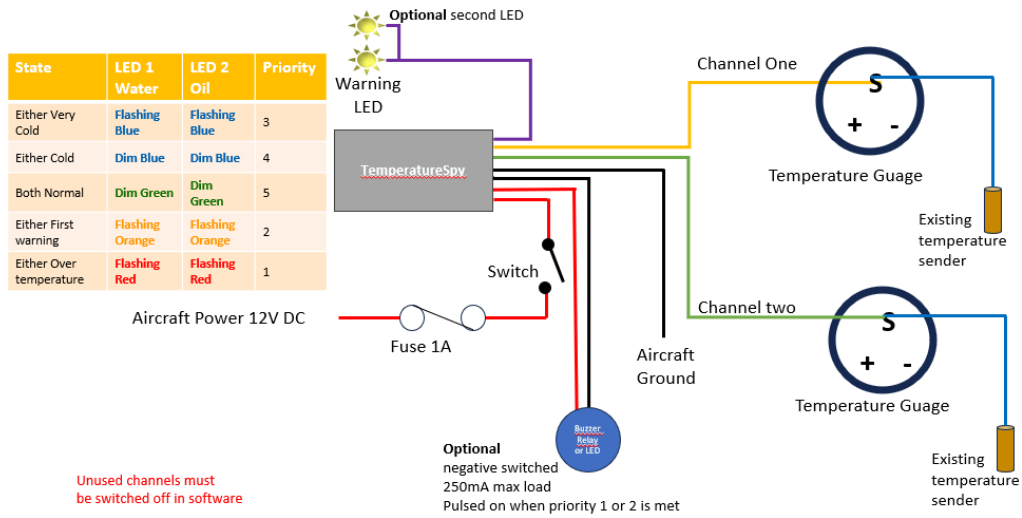 Optional second LED
Warning
LED
State LED 1 Water LED 2 Oil Priority
Either Very Cold Flashing Blue Flashing Blue 3
Either Cold Dim Blue Dim Blue 4
Both Normal Dim Green Dim Green 5
Either First warning Flashing Orange Flashing Orange 2
Either Over temperature Flashing Red Flashing Red 1
TemperatureSpy
Channel One
S
+ -
Temperature Guage
Existing
temperature
sender
Switch
Aircraft Power 12V DC
Fuse 1A
Channel two
S
+ -
Temperature Guage
Aircraft
Ground
Existing
temperature
sender
Buzzer
Relay
or LED
Optional
negative switched
250mA max load
Pulsed on when priority 1 or 2 is met
Unused channels must
be switched off in software